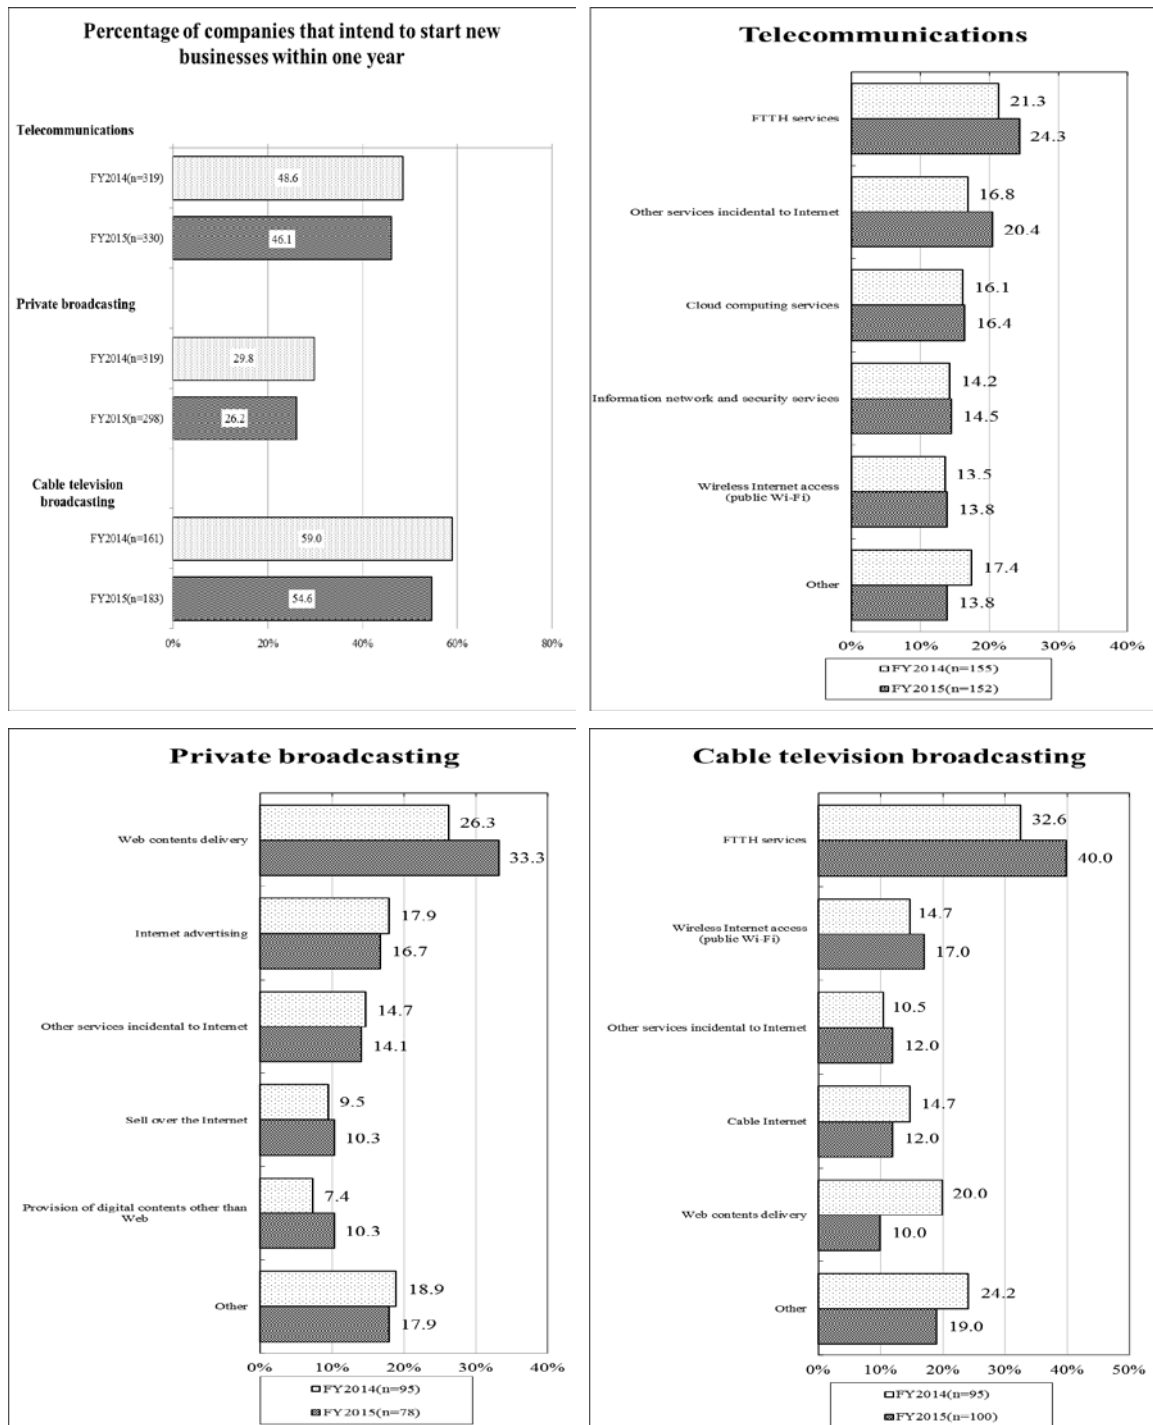 Percentage of companies that intend to start new
businesses within one year
Telecommunications
FY2014(n=319)
48.6
FY2015(n=330)
46.1
Private broadcasting
FY2014(n=319)
29.8
FY2015(n=298)
26.2
Cable television
broadcasting
FY2014(n=161)
59.0
FY2015(n=183)
54.6
0% 20% 40% 60% 80%
Telecommunications
FTTH services
21.3
24.3
Other services incidental to Internet
16.8
20.4
Cloud computing services
16.1
16.4
Information network and security services
14.2
14.5
Wireless Internet access
(public Wi-Fi)
13.5
13.8
Other
17.4
13.8
0% 10% 20% 30% 40%
FY2014(n=155)
FY2015(n=152)
Private broadcasting
Web contents delivery
26.3
33.3
Internet advertising
17.9
16.7
Other services incidental to Internet
14.7
14.1
Sell over the Internet
9.5
10.3
Provision of digital contents other than
Web
7.4
10.3
Other
18.9
17.9
0% 10% 20% 30% 40%
FY2014(n=95)
FY2015(n=78)
Cable television broadcasting
FTTH services
32.6
40.0
Wireless Internet access
(public Wi-Fi)
14.7
17.0
Other services incidental to Internet
10.5
12.0
Cable Internet
14.7
12.0
Web contents delivery
20.0
10.0
Other
24.2
19.0
0% 10% 20% 30% 40% 50%
FY2014(n=95)
FY2015(n=100)